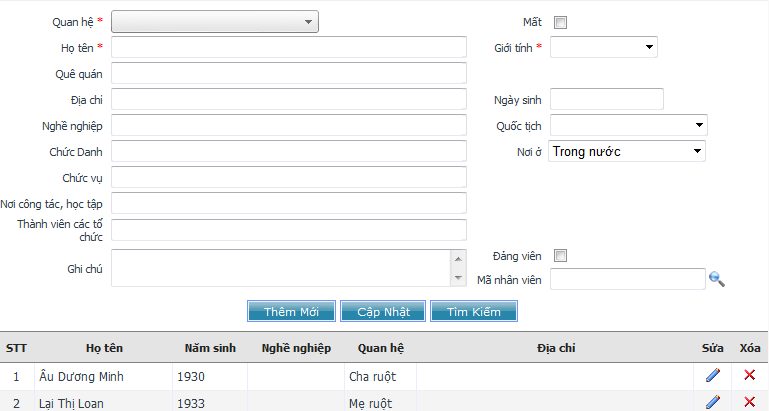 Quan hệ * Mất
Họ tên * Giới tính *
Quê quán
Địa chỉ Ngày sinh
Nghề nghiệp Quốc tịch
Chức Danh Nơi ở Trong nước
Chức vụ
Nơi công tác, học tập
Thành viên các tổ
chức
Đảng viên
Ghi chú
Mã nhân viên
Thêm Mới Cập Nhật Tìm Kiếm
STT Họ tên Năm sinh Nghề nghiệp Quan hệ Địa chỉ Sửa Xóa
1 Âu Dương Minh 1930 Cha ruột
2 Lại Thị Loan 1933 Mẹ ruột